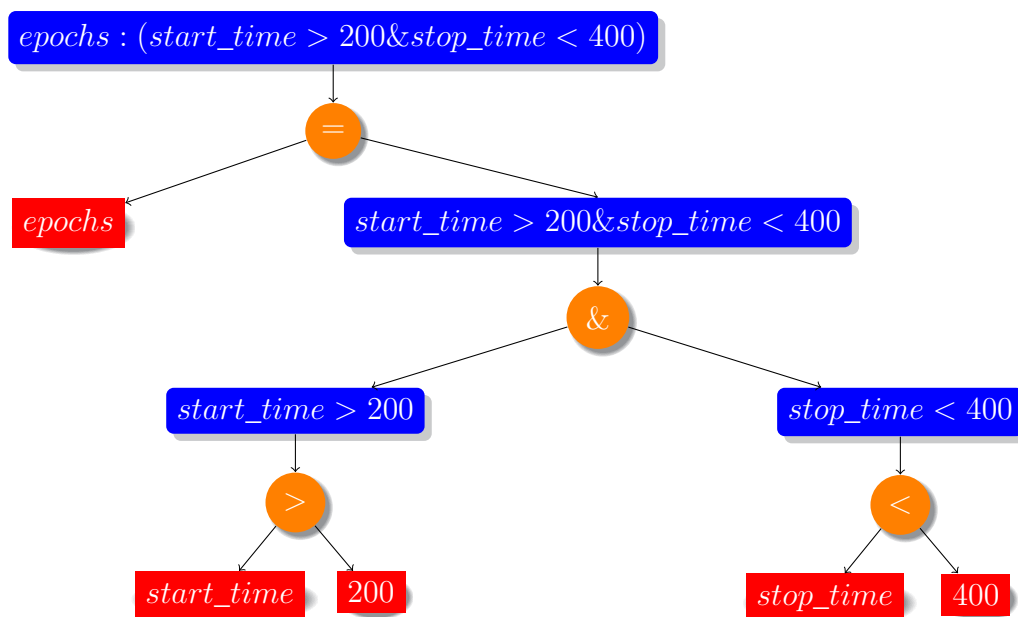 epochs : (start_time > 200&stop_time < 400)
=
epochs
start_time > 200&stop_time < 400
&
start_time > 200
stop_time < 400
>
<
start_time
200
stop_time
400